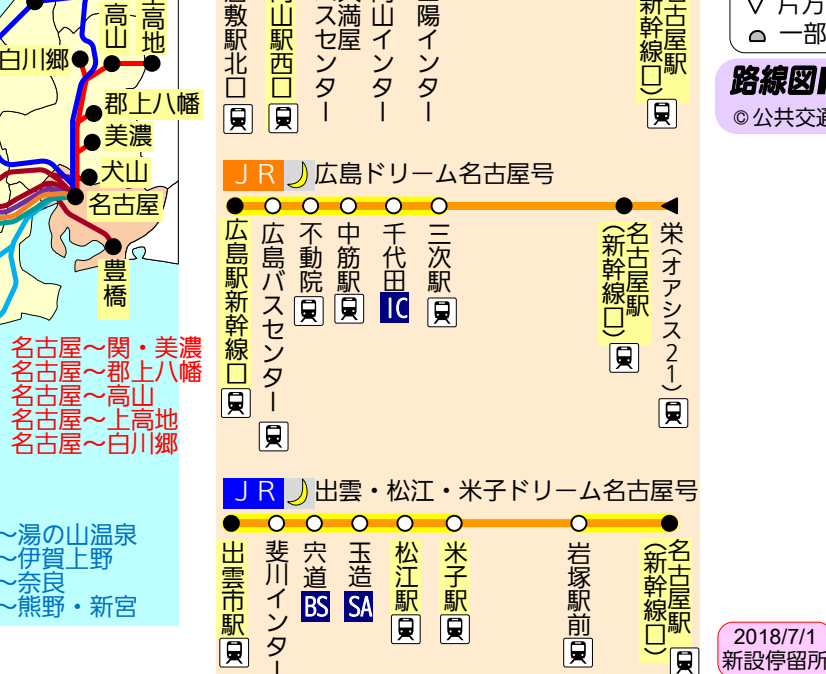 高山
高地
白川郷
郡上八幡
美濃
犬山
名古屋
豊橋
名古屋～関・美濃
名古屋～郡上八幡
名古屋～高山
名古屋～上高地
名古屋～白川郷
～湯の山温泉
～伊賀上野
～奈良
～熊野・新宮
敷駅北口
山駅西口
スセンター
満屋
山インター
陽インター
古屋駅
新幹線口)
ＪＲ 広島ドリーム名古屋号
広島駅新幹線口
広島バスセンター
不動院
中筋駅
千代田IC
三次駅
名古屋駅
(新幹線口)
栄(オアシス21)
ＪＲ 出雲・松江・米子ドリーム名古屋号
出雲市駅
斐川インター
宍道BS
玉造SA
松江駅
米子駅
岩塚駅前
名古屋駅
(新幹線口)
片方
一部
路線図
©公共交通
2018/7/1
新設停留所